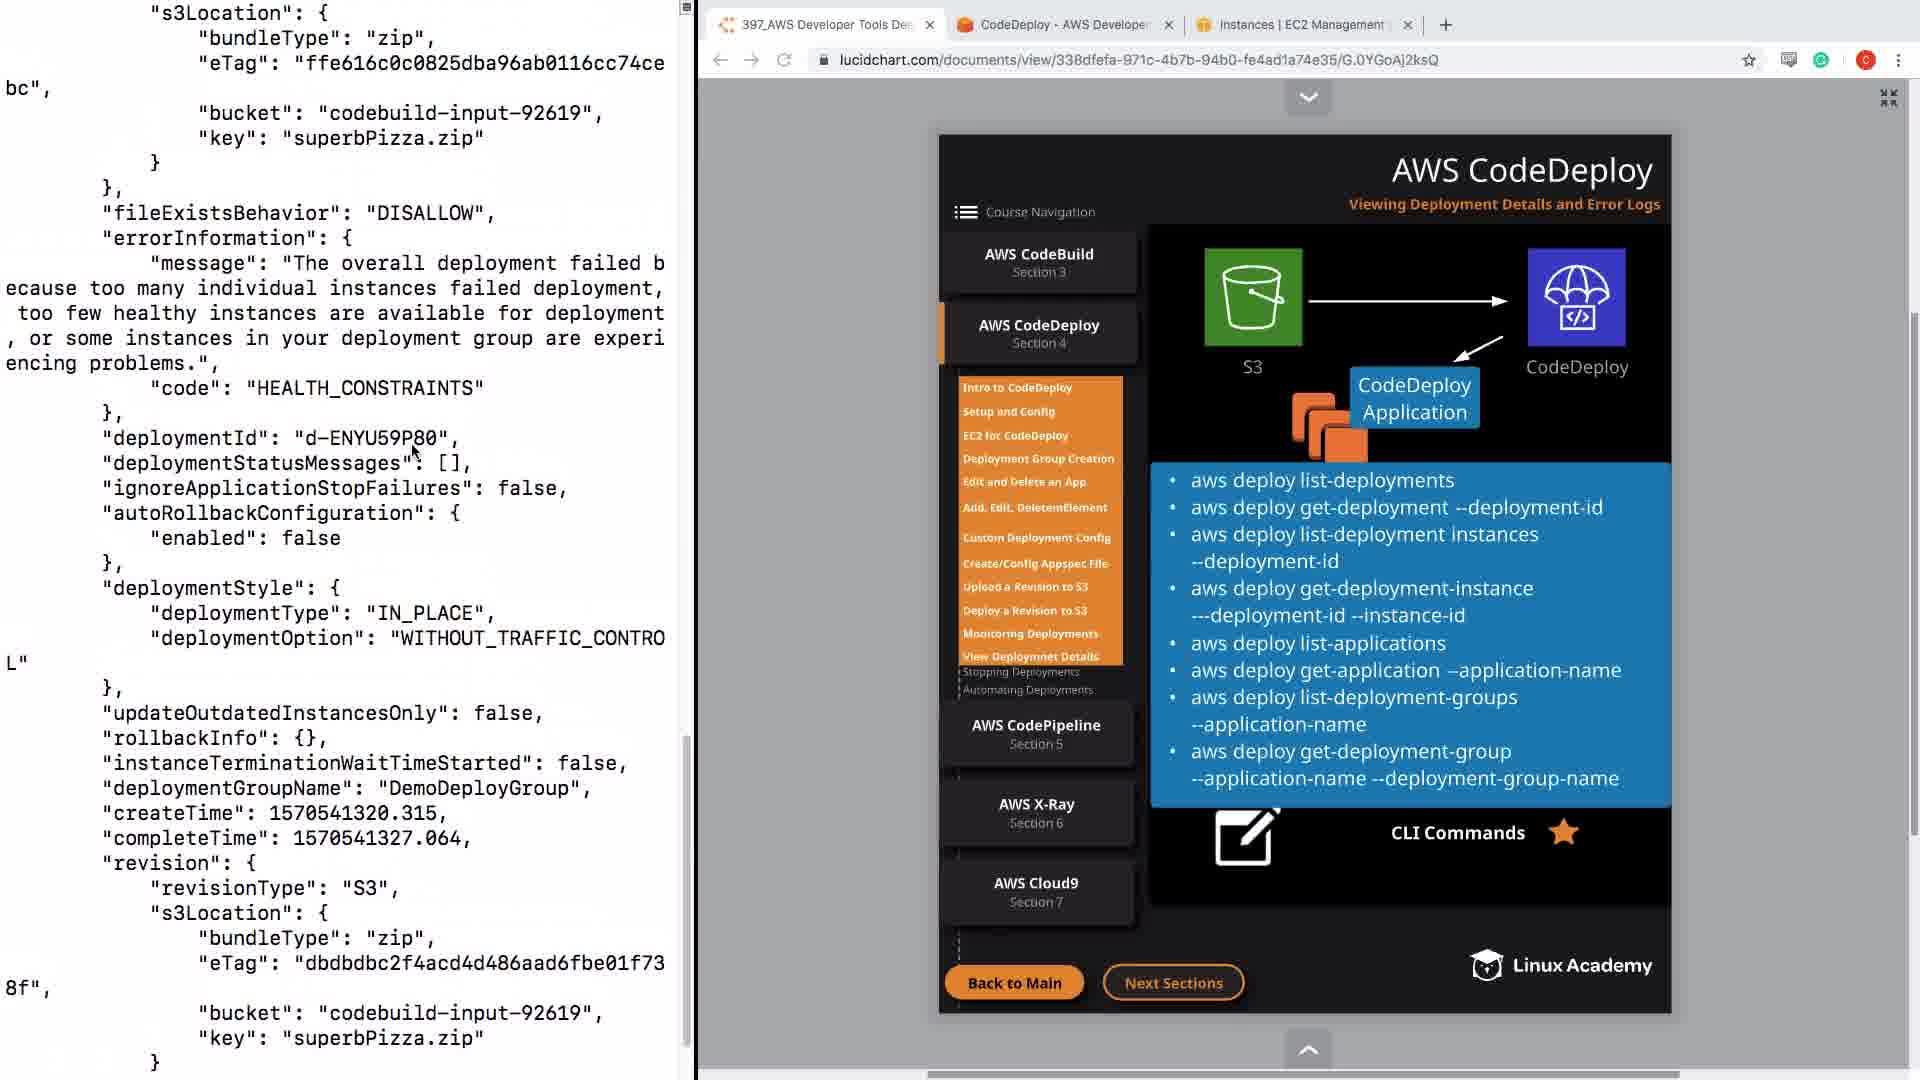 "s3Location": {
"bundleType": "zip",
"eTag": "ffe616c0c0825dba96ab0116cc74ce
bc",
"bucket": "codebuild-input-92619",
"key": "superbPizza.zip"
}
},
"fileExistsBehavior": "DISALLOW",
"errorInformation": {
"message": "The overall deployment failed b
ecause too many individual instances failed deployment,
too few healthy instances are available for deployment
, or some instances in your deployment group are experi
encing problems.",
"code": "HEALTH_CONSTRAINTS"
},
"deploymentId": "d-ENYU59P80",
"deploymentStatusMessages": [],
"ignoreApplicationStopFailures": false,
"autoRollbackConfiguration": {
"enabled": false
},
"deploymentStyle": {
"deploymentType": "IN_PLACE",
"deploymentOption": "WITHOUT_TRAFFIC_CONTRO
L"
},
"updateOutdatedInstancesOnly": false,
"rollbackInfo": {},
"instanceTerminationWaitTimeStarted": false,
"deploymentGroupName": "DemoDeployGroup",
"createTime": 1570541320.315,
"completeTime": 1570541327.064,
"revision": {
"revisionType": "S3",
"s3Location": {
"bundleType": "zip",
"eTag": "dbdbdbc2f4acd4d486aad6fbe01f73
8f",
"bucket": "codebuild-input-92619",
"key": "superbPizza.zip"
}
397_AWS Developer Tools Dee
CodeDeploy - AWS Developer
Instances | EC2 Management
lucidchart.com/documents/view/338dfefa-971c-4b7b-94b0-fe4ad1a74e35/G.0YGoAj2ksQ
C
AWS CodeDeploy
Viewing Deployment Details and Error Logs
Course Navigation
AWS CodeBuild
Section 3
AWS CodeDeploy
Section 4
Intro to CodeDeploy
Setup and Config
EC2 for CodeDeploy
Deployment Group Creation
Edit and Delete an App
Add, Edit, DeletemElement
Custom Deployment Config
Create/Config Appspec File
Upload a Revision to S3
Deploy a Revision to S3
Monitoring Deployments
View Deploymnet Details
Stopping Deployments
Automating Deployments
AWS CodePipeline
Section 5
AWS X-Ray
Section 6
AWS Cloud9
Section 7
Back to Main
Next Sections
S3
CodeDeploy
CodeDeploy
Application
• aws deploy list-deployments
• aws deploy get-deployment --deployment-id
• aws deploy list-deployment instances
--deployment-id
• aws deploy get-deployment-instance
---deployment-id --instance-id
• aws deploy list-applications
• aws deploy get-application –application-name
• aws deploy list-deployment-groups
--application-name
• aws deploy get-deployment-group
--application-name --deployment-group-name
CLI Commands
Linux Academy